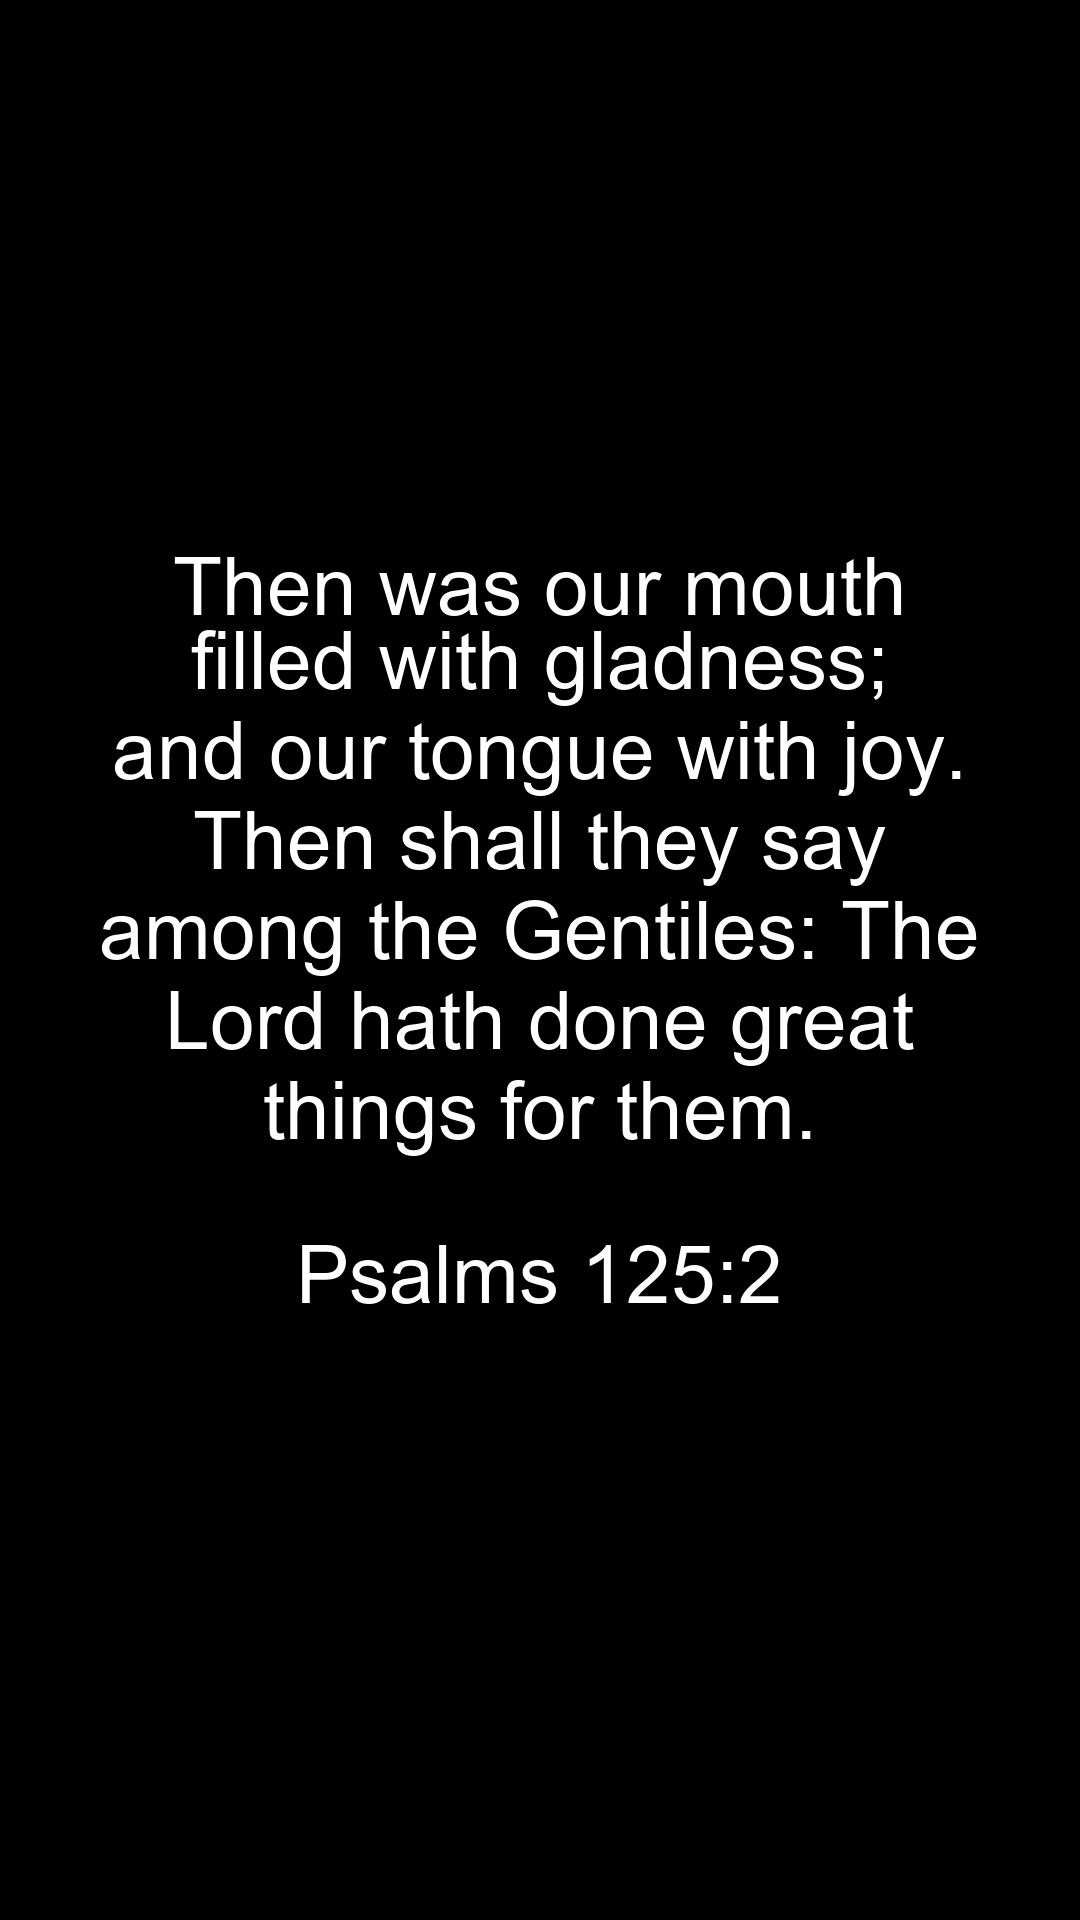 Then was our mouth
filled with gladness;
and our tongue with joy.
Then shall they say
among the Gentiles: The
Lord hath done great
things for them.
Psalms 125:2